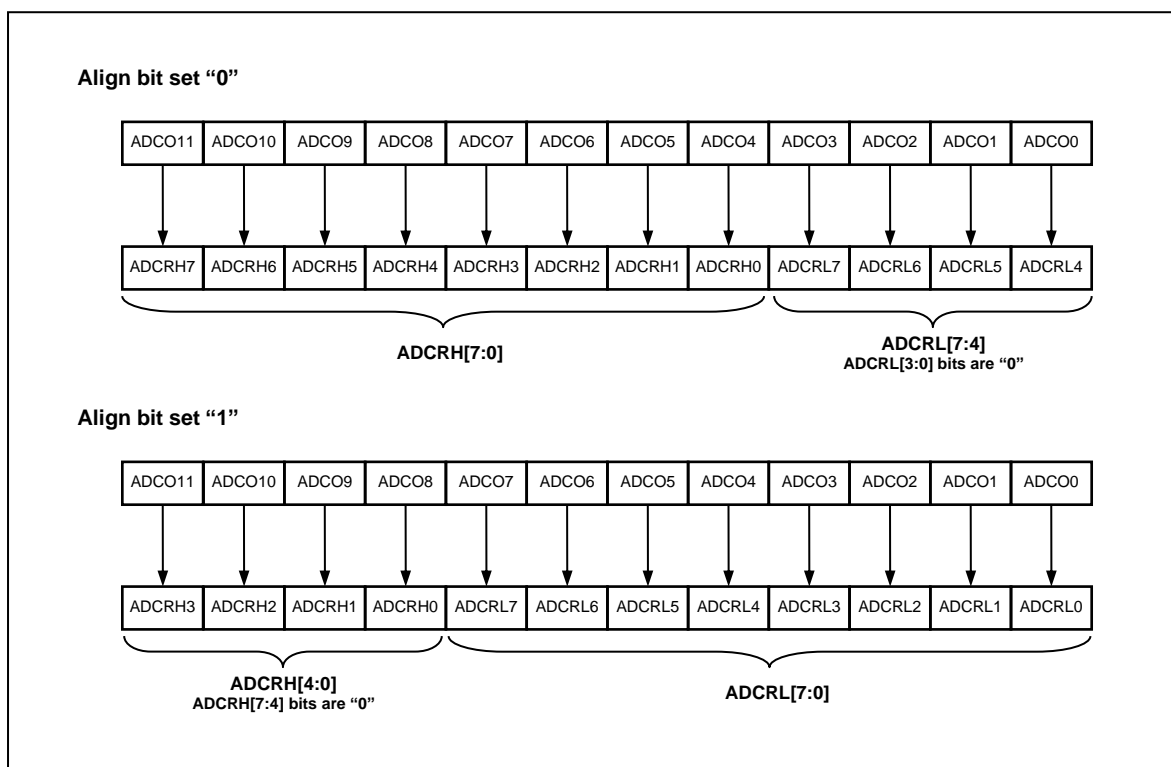 Align bit set “0”
ADCO11 ADCO10 ADCO9 ADCO8 ADCO7 ADCO6 ADCO5 ADCO4 ADCO3 ADCO2 ADCO1 ADCO0
ADCRH7 ADCRH6 ADCRH5 ADCRH4 ADCRH3 ADCRH2 ADCRH1 ADCRH0 ADCRL7 ADCRL6 ADCRL5 ADCRL4
ADCRH[7:0]
ADCRL[7:4]
ADCRL[3:0] bits are “0”
Align bit set “1”
ADCO11 ADCO10 ADCO9 ADCO8 ADCO7 ADCO6 ADCO5 ADCO4 ADCO3 ADCO2 ADCO1 ADCO0
ADCRH3 ADCRH2 ADCRH1 ADCRH0 ADCRL7 ADCRL6 ADCRL5 ADCRL4 ADCRL3 ADCRL2 ADCRL1 ADCRL0
ADCRH[4:0]
ADCRH[7:4] bits are “0”
ADCRL[7:0]